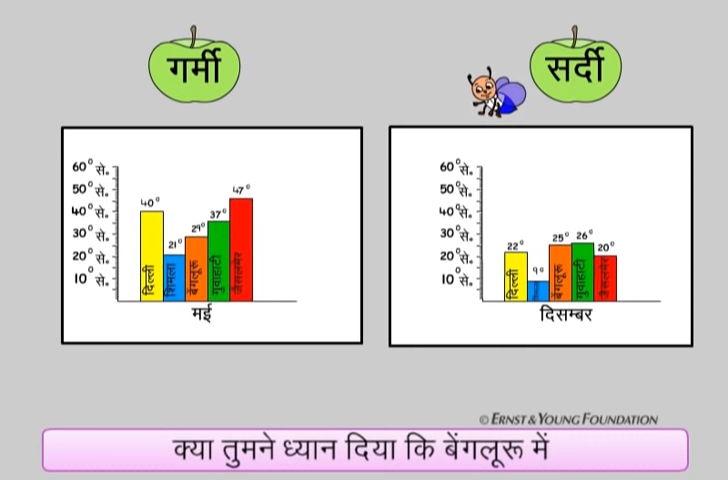 गर्मी
सर्दी
60° से.
50° से.
40° से.
30° से.
20° से.
10° से.
40°
21°
29°
37°
47°
दिल्ली
शिमला
बेंगलूरू
गुवाहाटी
जैसलमेर
मई
60° से.
50° से.
40° से.
30° से.
20° से.
10° से.
22°
9°
25°
26°
20°
दिल्ली
बेंगलूरू
गुवाहाटी
जैसलमेर
दिसम्बर
© ERNST & YOUNG FOUNDATION
क्या तुमने ध्यान दिया कि बेंगलूरू में